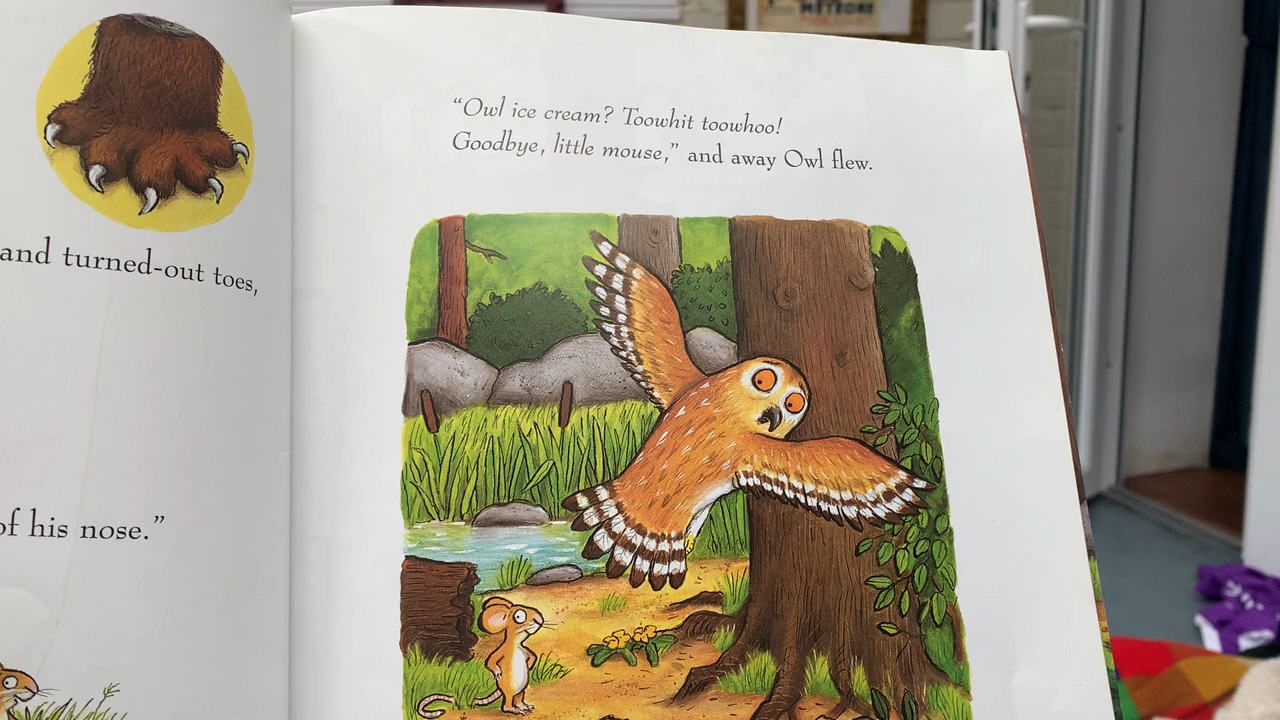 and turned-out toes,
of his nose.”
“Owl ice cream? Toowhit toowhoo!
Goodbye, little mouse,” and away Owl flew.
METEORE